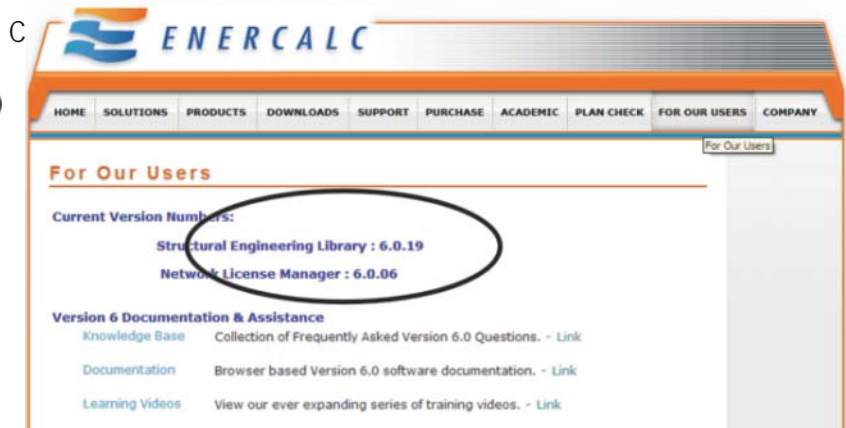 C
ENERCALC
)
HOME SOLUTIONS PRODUCTS DOWNLOADS SUPPORT PURCHASE ACADEMIC PLAN CHECK FOR OUR USERS COMPANY
For Our Users
For Our Users
Current Version Numbers:
Structural Engineering Library : 6.0.19
Network License Manager : 6.0.06
Version 6 Documentation & Assistance
Knowledge Base Collection of Frequently Asked Version 6.0 Questions. - Link
Documentation Browser based Version 6.0 software documentation. - Link
Learning Videos View our ever expanding series of training videos. - Link